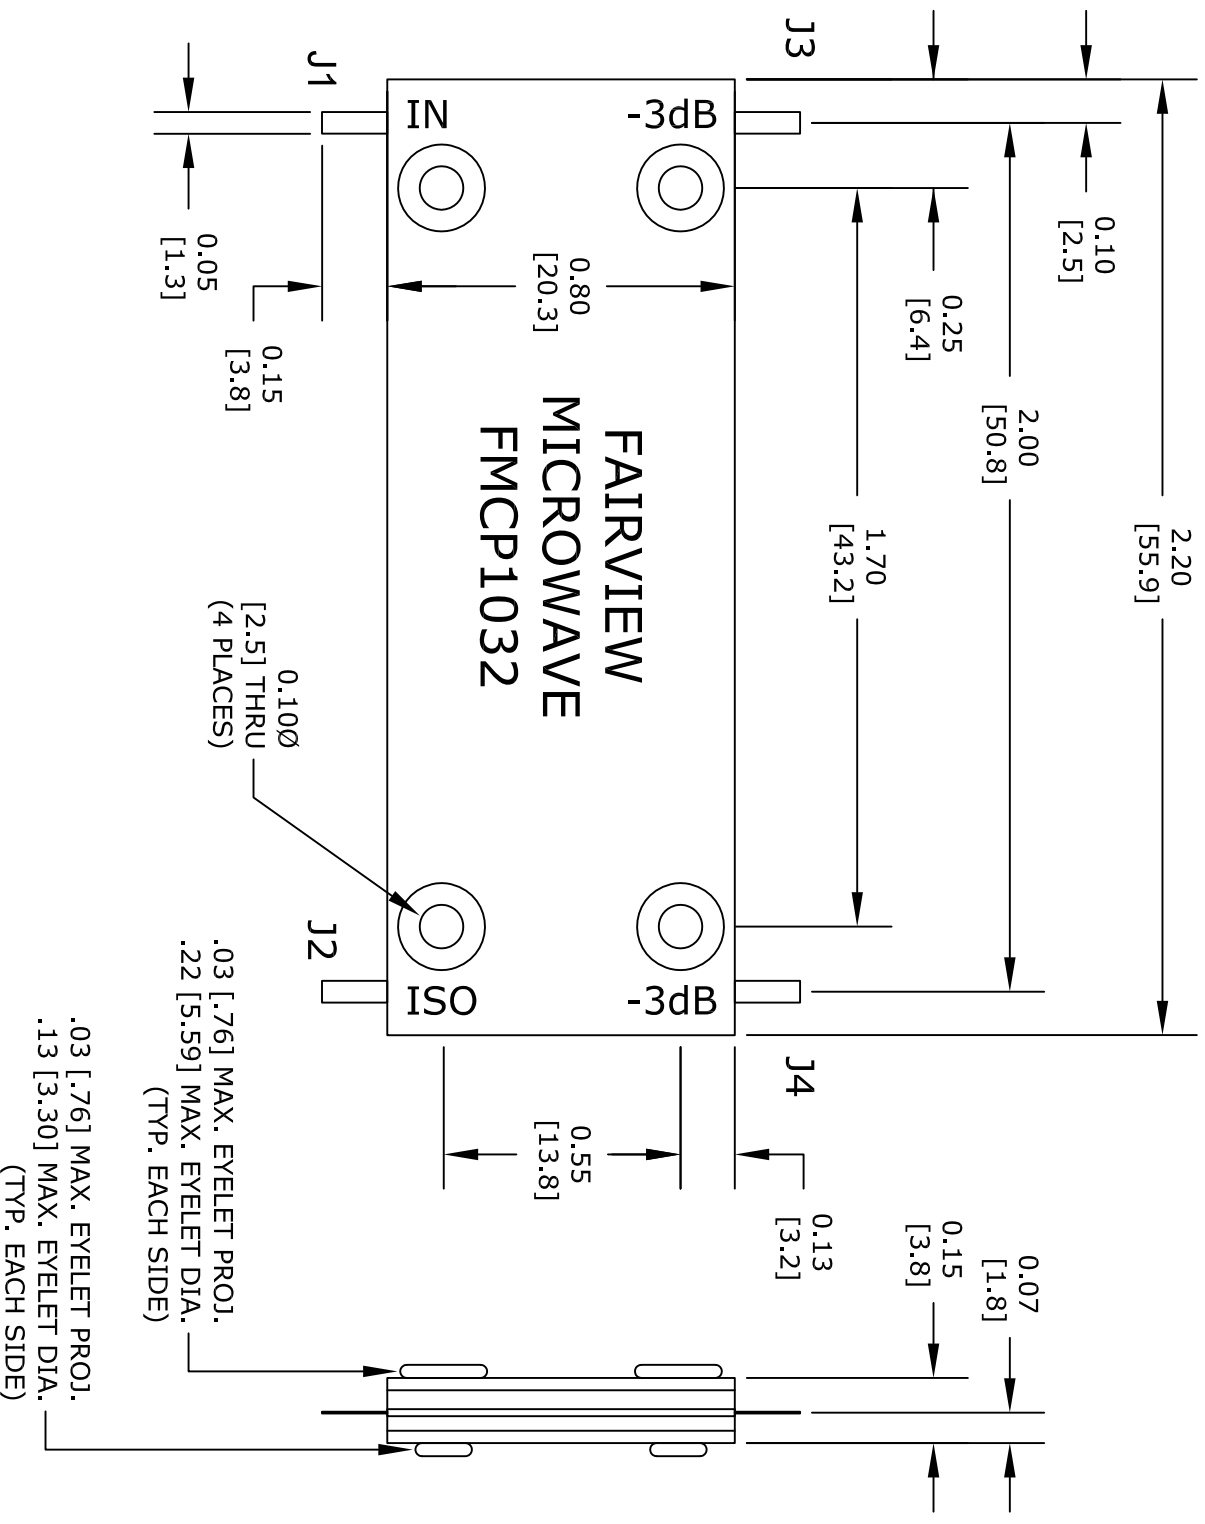 2.20
[55.9]
2.00
[50.8]
1.70
[43.2]
0.10
[2.5]
0.25
[6.4]
J3
J4
-3dB
-3dB
0.80
[20.3]
FAIRVIEW
MICROWAVE
FMCP1032
IN
ISO
J1
J2
0.05
[1.3]
0.15
[3.8]
0.10Ø
[2.5] THRU
(4 PLACES)
0.55
[13.8]
0.13
[3.2]
0.15
[3.8]
0.07
[1.8]
.03 [.76] MAX. EYELET PROJ.
.22 [5.59] MAX. EYELET DIA.
(TYP. EACH SIDE)
.03 [.76] MAX. EYELET PROJ.
.13 [3.30] MAX. EYELET DIA.
(TYP. EACH SIDE)